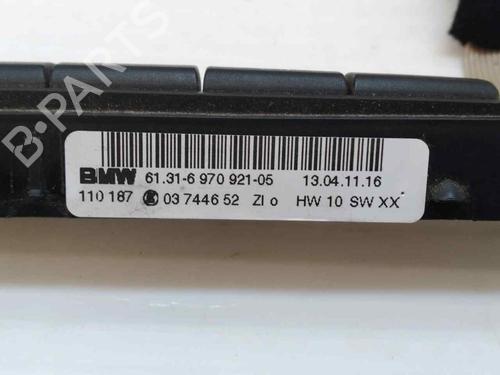 B-PARTS
BMW 61.31-6 970 921-05 13.04.11.16
110 187 03 7446 52 ZI o HW 10 SW XX